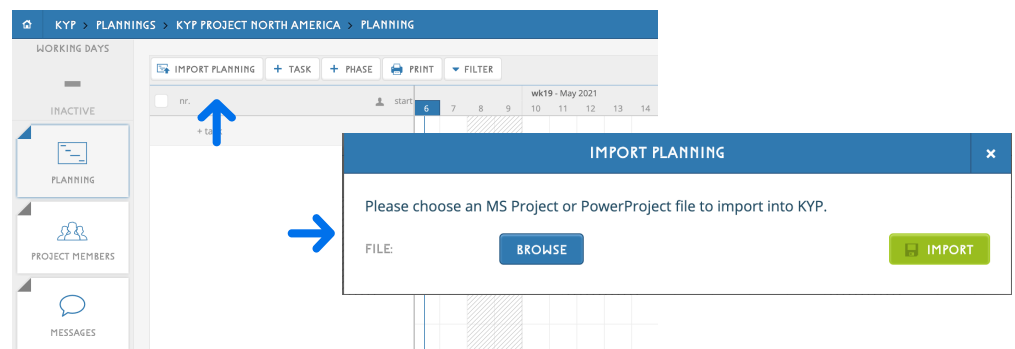 KYP > PLANNINGS > KYP PROJECT NORTH AMERICA > PLANNING
WORKING DAYS
INACTIVE
PLANNING
PROJECT MEMBERS
MESSAGES
IMPORT PLANNING + TASK + PHASE PRINT FILTER
nr. start
wk19 - May 2021
6 7 8 9 10 11 12 13 14
+ task
IMPORT PLANNING ×
Please choose an MS Project or PowerProject file to import into KYP.
FILE: BROWSE IMPORT